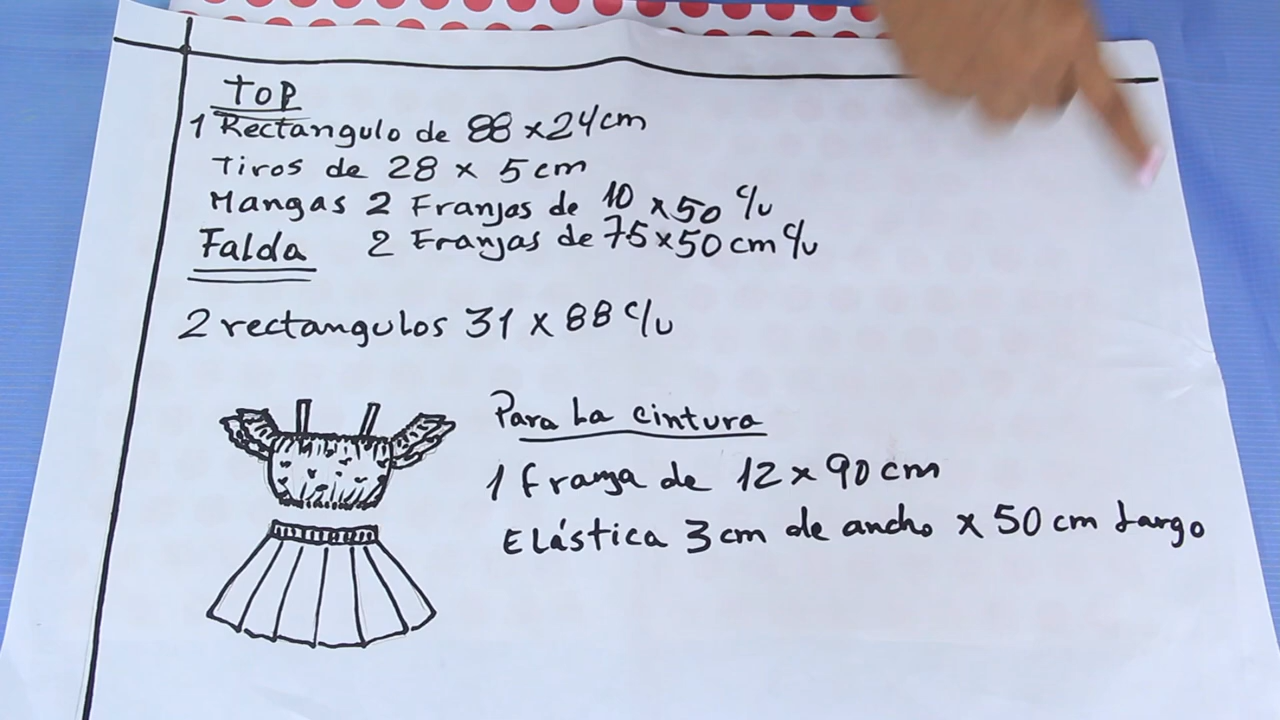 Top
1 Rectangulo de 88 x 24 cm
Tiros de 28 x 5 cm
Mangas 2 Franjas de 10 x 50 c/u
Falda 2 Franjas de 75 x 50 cm c/u
2 rectangulos 31 x 88 c/u
Para La cintura
1 franja de 12 x 90 cm
Elástica 3 cm de ancho x 50 cm Largo